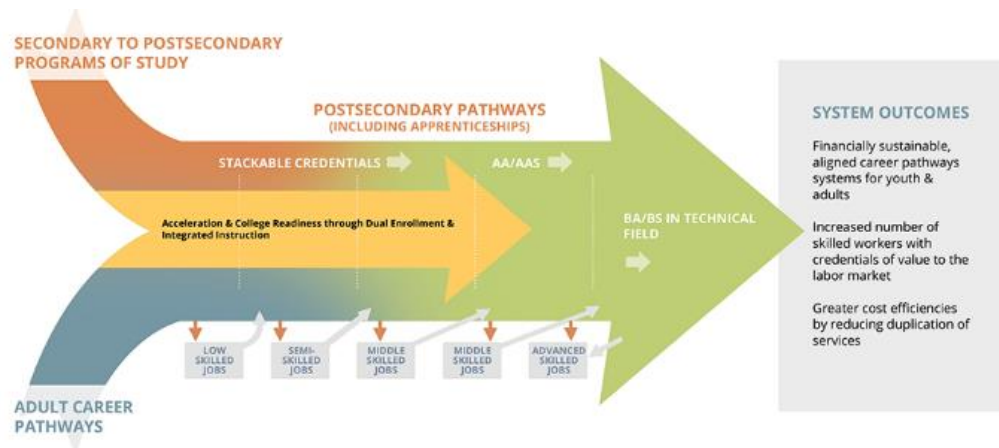 SECONDARY TO POSTSECONDARY
PROGRAMS OF STUDY
POSTSECONDARY PATHWAYS
(INCLUDING APPRENTICESHIPS)
STACKABLE CREDENTIALS
AA/AAS
Acceleration & College Readiness through Dual Enrollment &
Integrated Instruction
BA/BS IN TECHNICAL
FIELD
LOW
SKILLED
JOBS
SEMI-
SKILLED
JOBS
MIDDLE
SKILLED
JOBS
MIDDLE
SKILLED
JOBS
ADVANCED
SKILLED
JOBS
ADULT CAREER
PATHWAYS
SYSTEM OUTCOMES
Financially sustainable,
aligned career pathways
systems for youth &
adults
Increased number of
skilled workers with
credentials of value to the
labor market
Greater cost efficiencies
by reducing duplication of
services